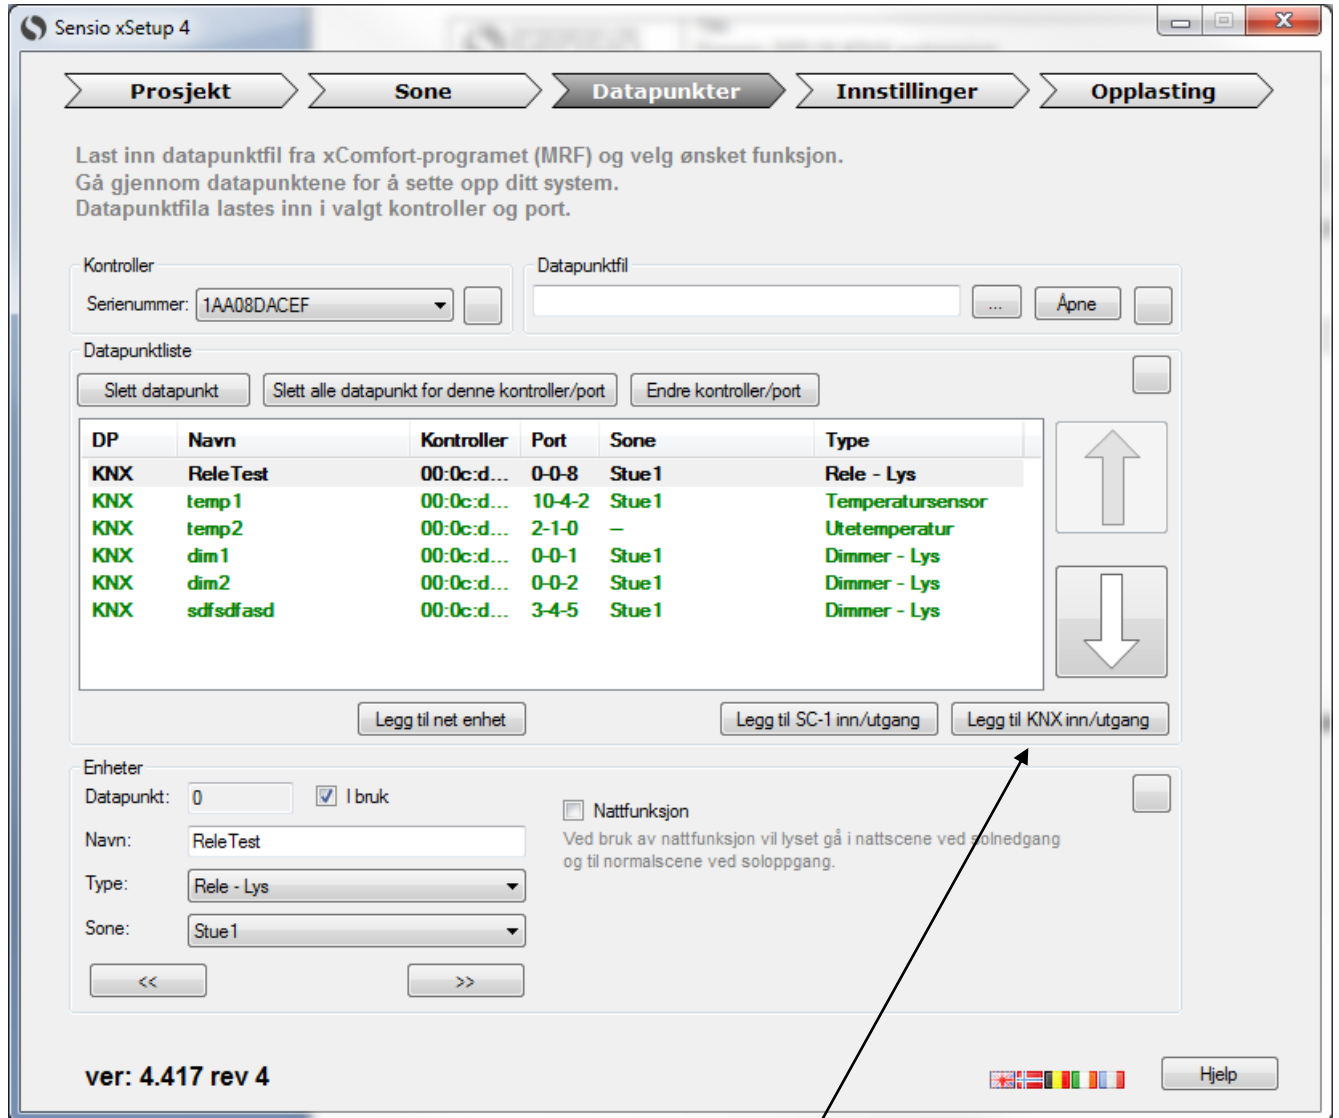 Sensio xSetup 4
Prosjekt Sone Datapunkter Innstillinger Opplasting
Last inn datapunktfil fra xComfort-programet (MRF) og velg ønsket funksjon.
Gå gjennom datapunktene for å sette opp ditt system.
Datapunktfila lastes inn i valgt kontroller og port.
Kontroller Datapunktfil
Serienummer: 1AA08DACEF ... Åpne
Datapunktliste
Slett datapunkt Slett alle datapunkt for denne kontroller/port Endre kontroller/port
DP Navn Kontroller Port Sone Type
KNX ReleTest 00:0c:d... 0-0-8 Stue1 Rele - Lys
KNX temp1 00:0c:d... 10-4-2 Stue1 Temperatursensor
KNX temp2 00:0c:d... 2-1-0 -- Utetemperatur
KNX dim1 00:0c:d... 0-0-1 Stue1 Dimmer - Lys
KNX dim2 00:0c:d... 0-0-2 Stue1 Dimmer - Lys
KNX sdfsdfasd 00:0c:d... 3-4-5 Stue1 Dimmer - Lys
Legg til net enhet Legg til SC-1 inn/utgang Legg til KNX inn/utgang
Enheter
Datapunkt: 0 I bruk
Nattfunksjon
Navn: ReleTest
Ved bruk av nattfunksjon vil lyset gå i nattscene ved solnedgang
og til normalscene ved soloppgang.
Type: Rele - Lys
Sone: Stue1
<< >>
ver: 4.417 rev 4
Hjelp